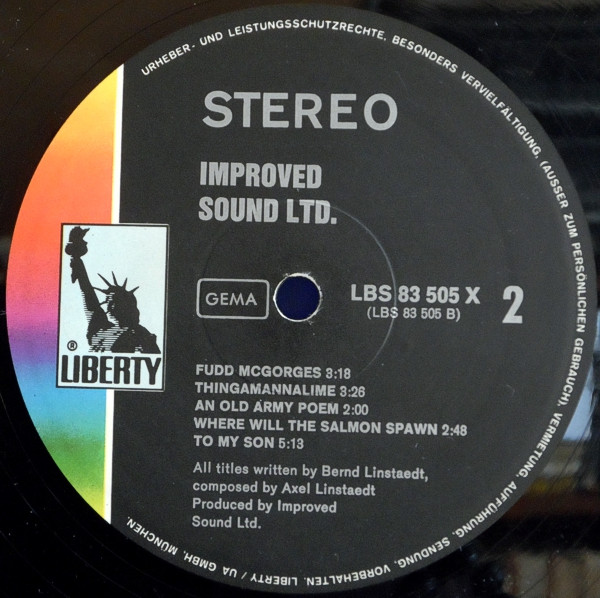 URHEBER- UND LEISTUNGSSCHUTZRECHTE, BESONDERS VERVIELFÄLTIGUNG, (AUSSER ZUM PERSÖNLICHEN GEBRAUCH), VERMIETUNG, AUFFÜHRUNG, SENDUNG, VORBEHALTEN. LIBERTY / UA GMBH, MÜNCHEN.
STEREO
IMPROVED
SOUND LTD.
GEMA
LBS 83 505 X
(LBS 83 505 B)
2
® LIBERTY
FUDD MCGORGES 3:18
THINGAMANNALIME 3:26
AN OLD ARMY POEM 2:00
WHERE WILL THE SALMON SPAWN 2:48
TO MY SON 5:13
All titles written by Bernd Linstaedt,
composed by Axel Linstaedt
Produced by Improved
Sound Ltd.